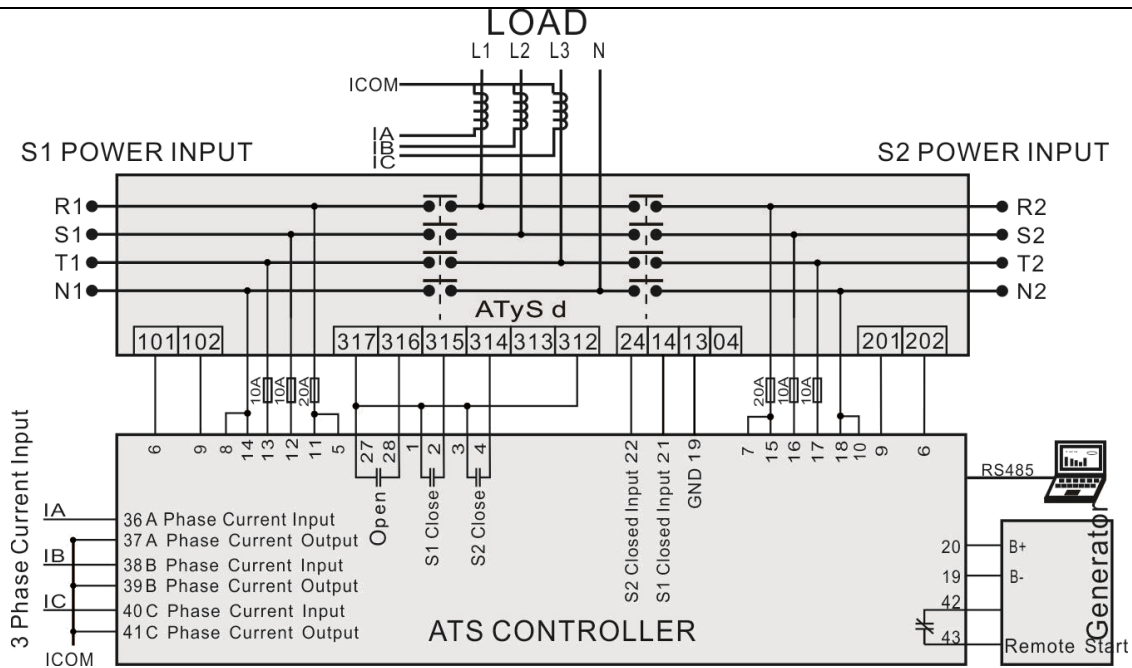 LOAD
L1 L2 L3 N
ICOM
IA
IB
IC
S1 POWER INPUT
S2 POWER INPUT
R1
R2
S1
S2
T1
T2
N1
N2
ATyS d
101 102
317 316 315 314 313 312
24 14 13 04
201 202
10A 10A 20A
20A 10A 10A
6 9 8 14 13 12 11 5 27 28 1 2 3 4
S2 Closed Input 22
S1 Closed Input 21
GND 19
7 15 16 17 18 10 9 6
Open
S1 Close
S2 Close
RS485
3 Phase Current Input
IA
36 A Phase Current Input
37 A Phase Current Output
IB
38 B Phase Current Input
39 B Phase Current Output
IC
40 C Phase Current Input
41 C Phase Current Output
ICOM
ATS CONTROLLER
20 B+
19 B-
42
43 Remote Start
Generator